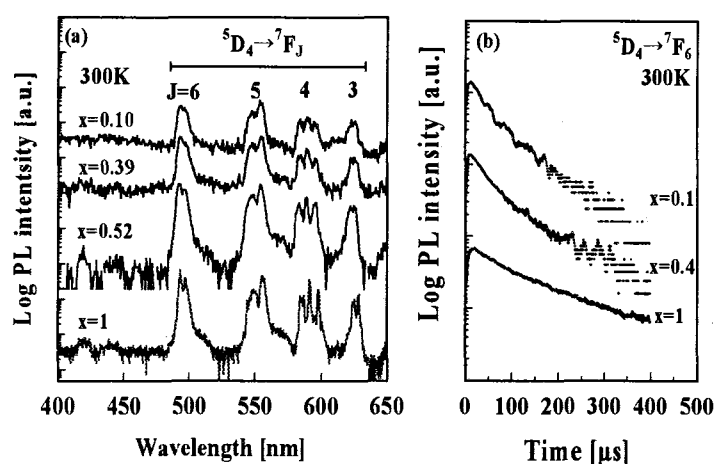 (a)
⁵D₄→⁷F_J
300K
J=6 5 4 3
x=0.10
x=0.39
x=0.52
x=1
Log PL intentsity [a.u.]
400 450 500 550 600 650
Wavelength [nm]
(b)
⁵D₄→⁷F₆
300K
x=0.1
x=0.4
x=1
Log PL intensity [a.u.]
0 100 200 300 400 500
Time [µs]